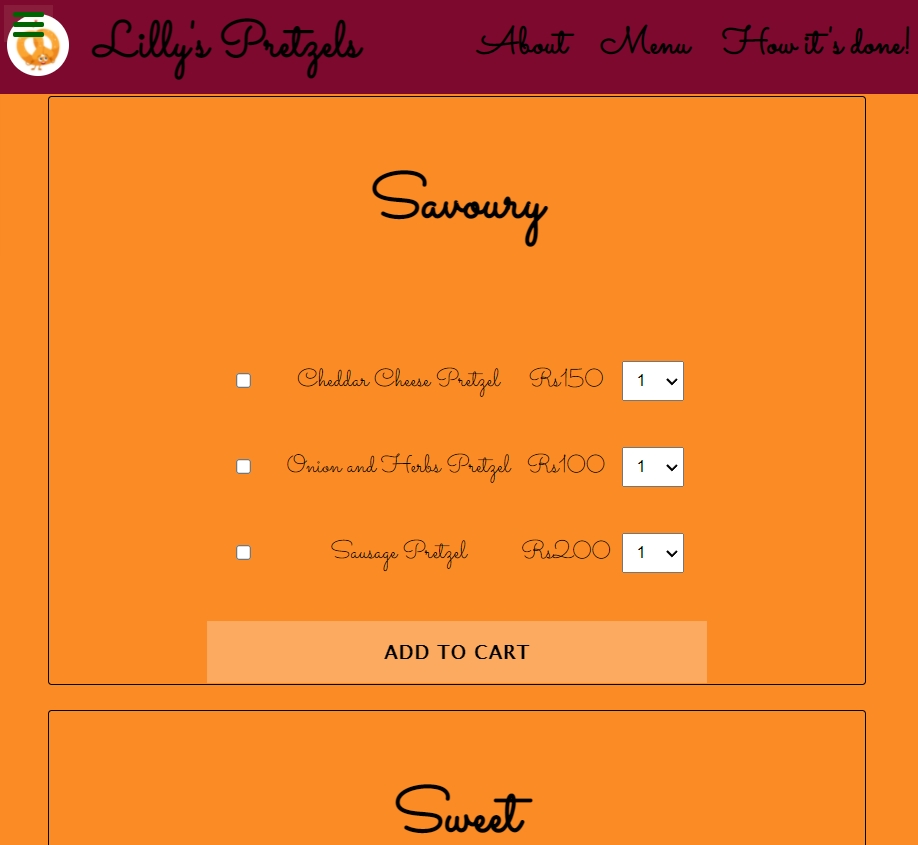 Lilly's Pretzels About Menu How it's done!
Savoury
Cheddar Cheese Pretzel Rs150 1
Onion and Herbs Pretzel Rs100 1
Sausage Pretzel Rs200 1
ADD TO CART
Sweet